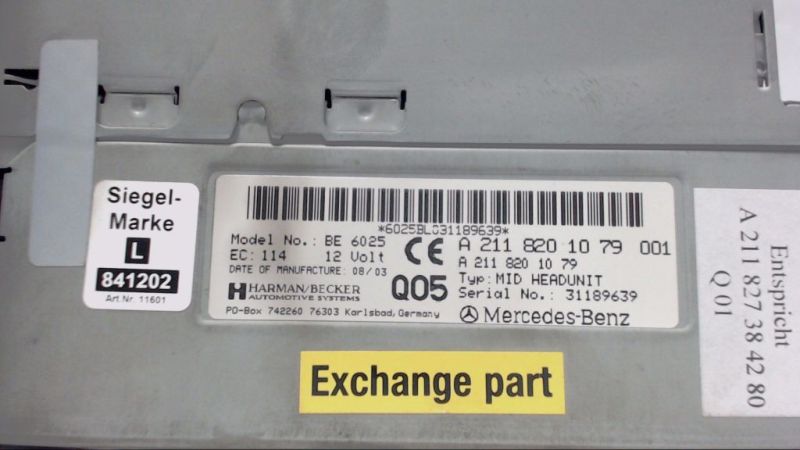 Siegel-
Marke
L
841202
Art.Nr. 11601
*6025BL031189639*
Model No.: BE 6025
EC: 114 12 Volt
DATE OF MANUFACTURE: 08/03
HARMAN/BECKER
AUTOMOTIVE SYSTEMS
PO-Box 742260 76303 Karlsbad, Germany
CE
Q05
A 211 820 10 79 001
A 211 820 10 79
Typ: MID HEADUNIT
Serial No.: 31189639
Mercedes-Benz
Exchange part
Entspricht
A 211 827 38 42 80
Q 01